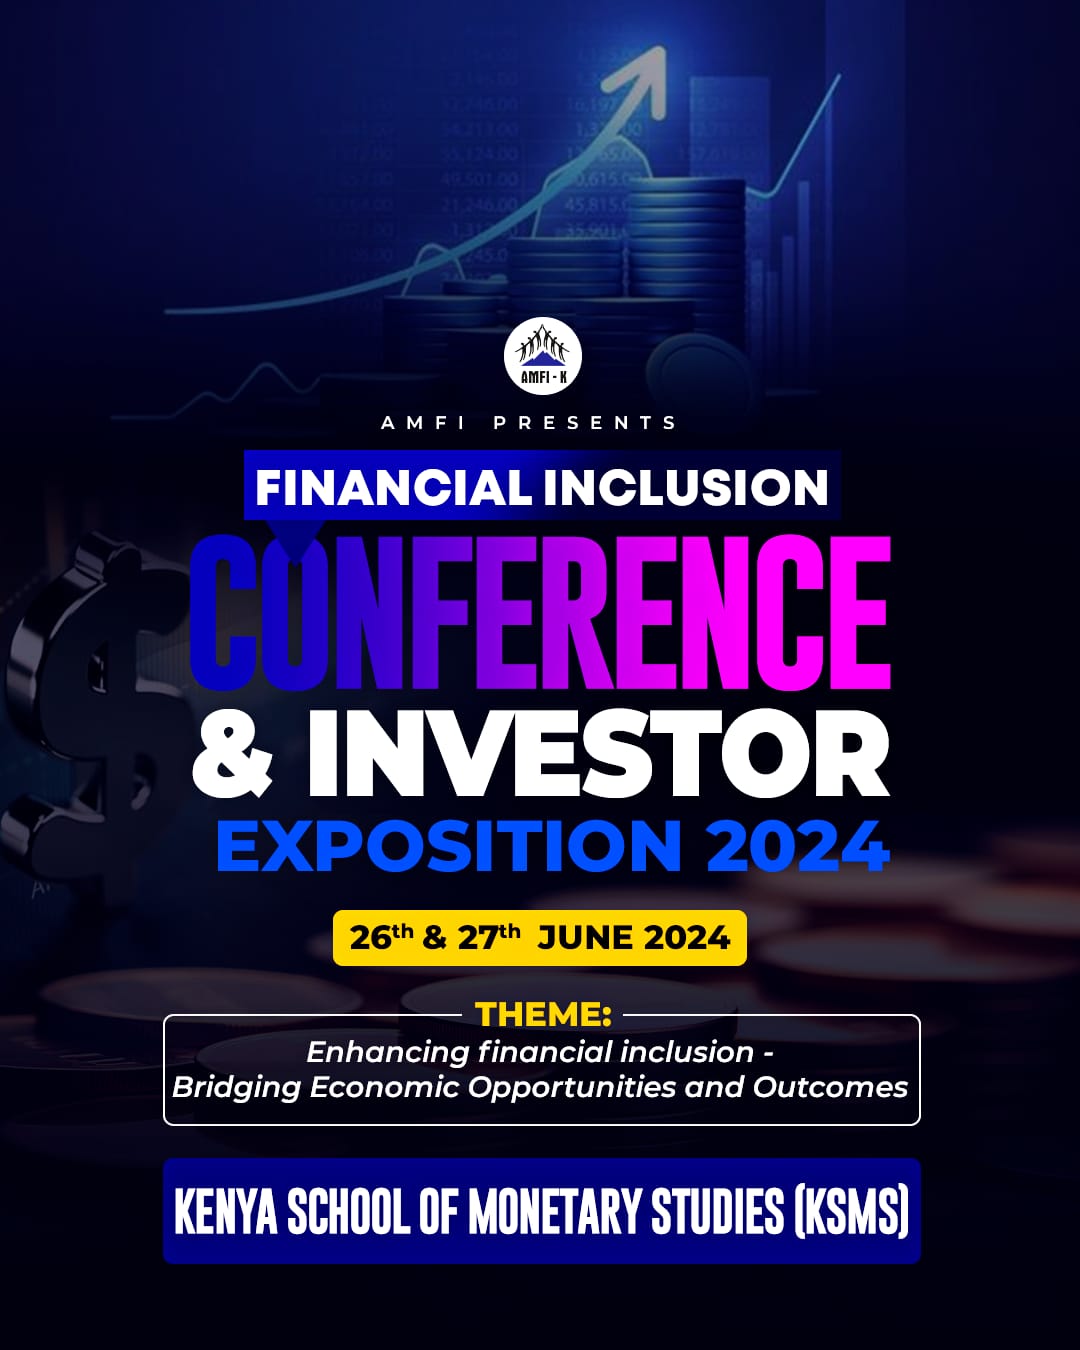 AMFI - K
AMFI PRESENTS
FINANCIAL INCLUSION
CONFERENCE
& INVESTOR
EXPOSITION 2024
26th & 27th JUNE 2024
THEME:
Enhancing financial inclusion -
Bridging Economic Opportunities and Outcomes
KENYA SCHOOL OF MONETARY STUDIES (KSMS)